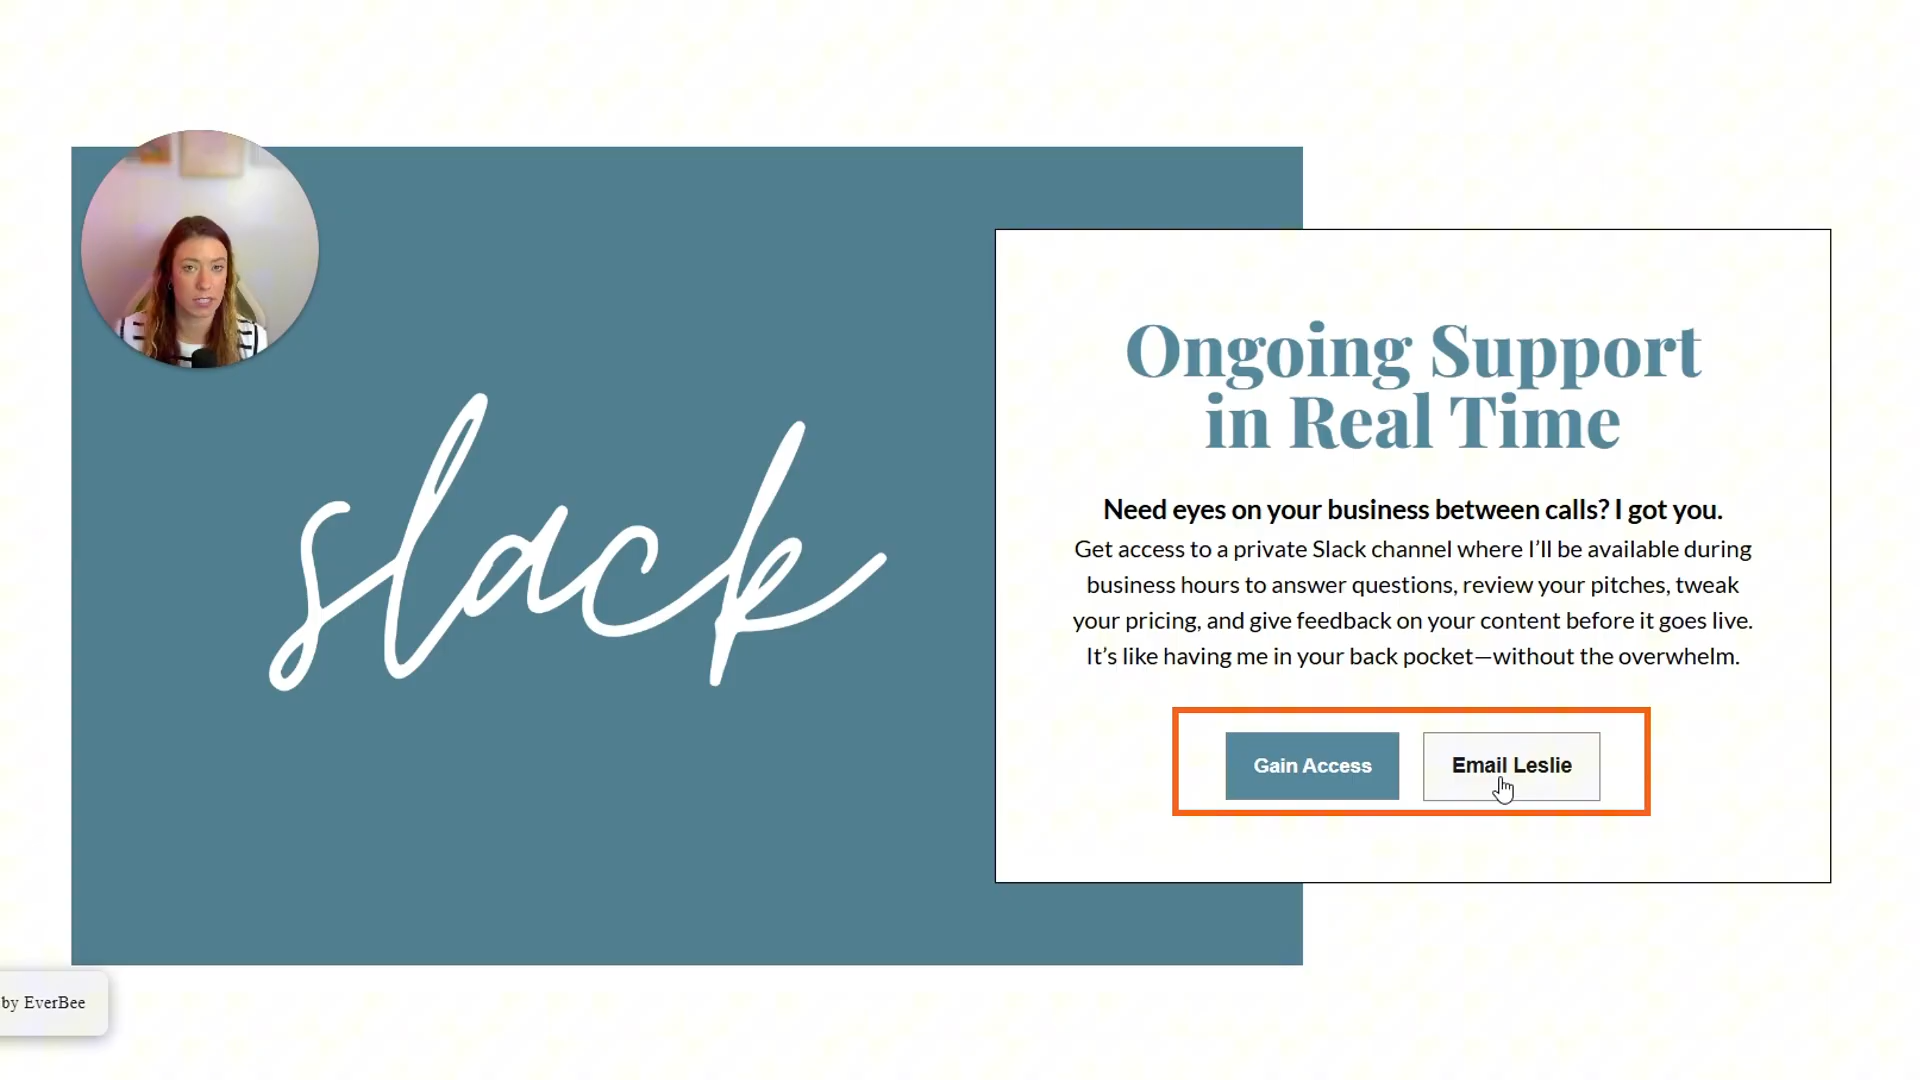 slack
Ongoing Support
in Real Time
Need eyes on your business between calls? I got you.
Get access to a private Slack channel where I’ll be available during
business hours to answer questions, review your pitches, tweak
your pricing, and give feedback on your content before it goes live.
It’s like having me in your back pocket—without the overwhelm.
Gain Access
Email Leslie
by EverBee